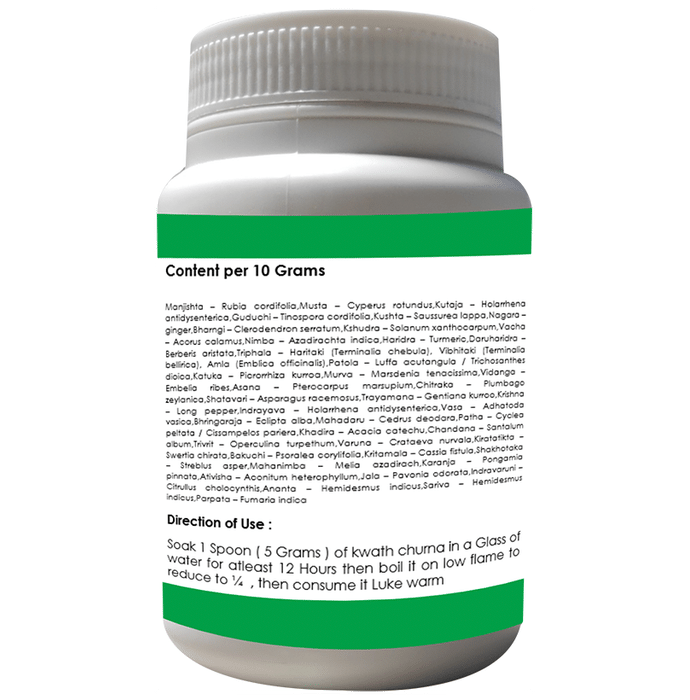 Content per 10 Grams
Manjishta – Rubia cordifolia,Musta – Cyperus rotundus,Kutaja – Holarrhena
antidysenterica,Guduchi – Tinospora cordifolia,Kushta – Saussurea lappa,Nagara -
ginger,Bharngi – Clerodendron serratum,Kshudra – Solanum xanthocarpum,Vacha
– Acorus calamus,Nimba – Azadirachta indica,Haridra – Turmeric,Daruharidra –
Berberis aristata,Triphala – Haritaki (Terminalia chebula), Vibhitaki (Terminalia
bellirica), Amla (Emblica officinalis),Patola – Luffa acutangula / Trichosanthes
dioica,Katuka – Picrorrhiza kurroa,Murva – Marsdenia tenacissima,Vidanga –
Embelia ribes,Asana – Pterocarpus marsupium,Chitraka – Plumbago
zeylanica,Shatavari – Asparagus racemosus,Trayamana – Gentiana kurroo,Krishna
– Long pepper,Indrayava – Holarrhena antidysenterica,Vasa – Adhatoda
vasica,Bhringaraja – Eclipta alba,Mahadaru – Cedrus deodara,Patha – Cyclea
peltata / Cissampelos pariera,Khadira – Acacia catechu,Chandana – Santalum
album,Trivrit – Operculina turpethum,Varuna – Crataeva nurvala,Kiratatikta –
Swertia chirata,Bakuchi – Psoralea corylifolia,Kritamala – Cassia fistula,Shakhotaka
– Streblus asper,Mahanimba – Melia azadirach,Karanja – Pongamia
pinnata,Ativisha – Aconitum heterophyllum,Jala – Pavonia odorata,Indravaruni –
Citrullus cholocynthis,Ananta – Hemidesmus indicus,Sariva – Hemidesmus
indicus,Parpata – Fumaria indica
Direction of Use :
Soak 1 Spoon ( 5 Grams ) of kwath churna in a Glass of
water for atleast 12 Hours then boil it on low flame to
reduce to ¼ , then consume it Luke warm